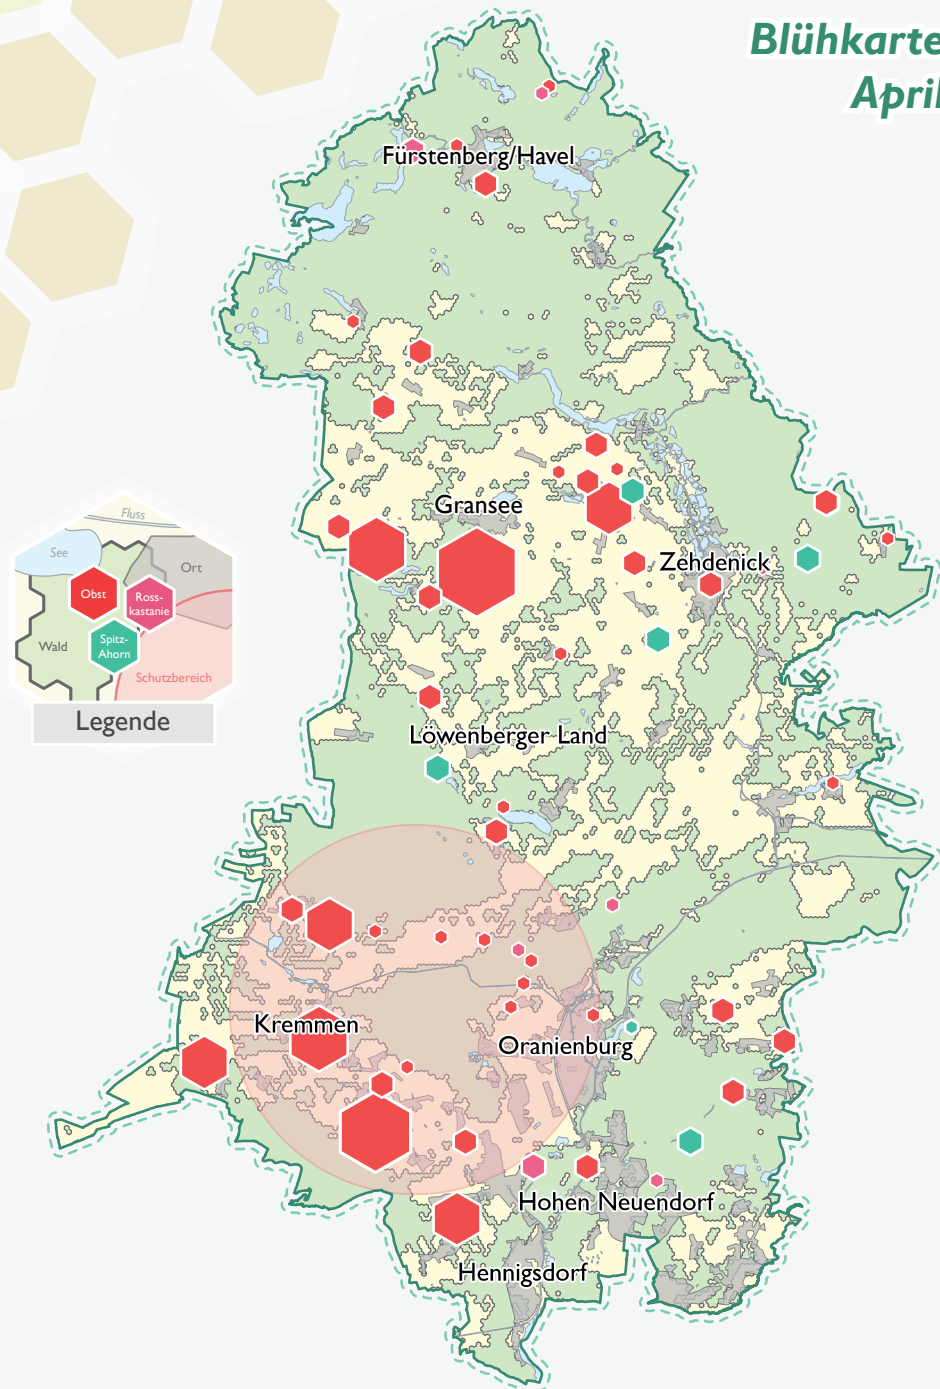 Blühkarte
April
Fürstenberg/Havel
Gransee
Zehdenick
Fluss
See
Ort
Obst
Ross-
kastanie
Spitz-
Ahorn
Wald
Schutzbereich
Legende
Löwenberger Land
Kremmen
Oranienburg
Hohen Neuendorf
Hennigsdorf